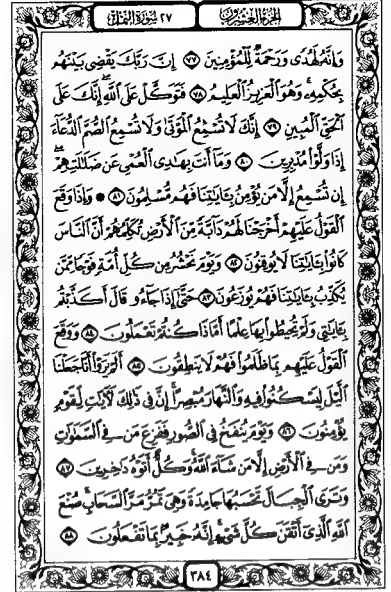 الجزء العشرون ٢٧ سورة النمل
وَإِنَّهُۥ لَهُدٗى وَرَحۡمَةٞ لِّلۡمُؤۡمِنِينَ ٧٧ إِنَّ رَبَّكَ يَقۡضِي بَيۡنَهُم
بِحُكۡمِهِۦۚ وَهُوَ ٱلۡعَزِيزُ ٱلۡعَلِيمُ ٧٨ فَتَوَكَّلۡ عَلَى ٱللَّهِۖ إِنَّكَ عَلَى
ٱلۡحَقِّ ٱلۡمُبِينِ ٧٩ إِنَّكَ لَا تُسۡمِعُ ٱلۡمَوۡتَىٰ وَلَا تُسۡمِعُ ٱلصُّمَّ ٱلدُّعَآءَ
إِذَا وَلَّوۡاْ مُدۡبِرِينَ ٨٠ وَمَآ أَنتَ بِهَٰدِي ٱلۡعُمۡيِ عَن ضَلَٰلَتِهِمۡۖ
إِن تُسۡمِعُ إِلَّا مَن يُؤۡمِنُ بِـَٔايَٰتِنَا فَهُم مُّسۡلِمُونَ ٨١ ۞ وَإِذَا وَقَعَ
ٱلۡقَوۡلُ عَلَيۡهِمۡ أَخۡرَجۡنَا لَهُمۡ دَآبَّةٗ مِّنَ ٱلۡأَرۡضِ تُكَلِّمُهُمۡ أَنَّ ٱلنَّاسَ
كَانُواْ بِـَٔايَٰتِنَا لَا يُوقِنُونَ ٨٢ وَيَوۡمَ نَحۡشُرُ مِن كُلِّ أُمَّةٖ فَوۡجٗا مِّمَّن
يُكَذِّبُ بِـَٔايَٰتِنَا فَهُمۡ يُوزَعُونَ ٨٣ حَتَّىٰٓ إِذَا جَآءُو قَالَ أَكَذَّبۡتُم
بِـَٔايَٰتِي وَلَمۡ تُحِيطُواْ بِهَا عِلۡمًا أَمَّاذَا كُنتُمۡ تَعۡمَلُونَ ٨٤ وَوَقَعَ
ٱلۡقَوۡلُ عَلَيۡهِم بِمَا ظَلَمُواْ فَهُمۡ لَا يَنطِقُونَ ٨٥ أَلَمۡ يَرَوۡاْ أَنَّا جَعَلۡنَا
ٱلَّيۡلَ لِيَسۡكُنُواْ فِيهِ وَٱلنَّهَارَ مُبۡصِرًاۚ إِنَّ فِي ذَٰلِكَ لَأٓيَٰتٖ لِّقَوۡمٖ
يُؤۡمِنُونَ ٨٦ وَيَوۡمَ يُنفَخُ فِي ٱلصُّورِ فَفَزِعَ مَن فِي ٱلسَّمَٰوَٰتِ
وَمَن فِي ٱلۡأَرۡضِ إِلَّا مَن شَآءَ ٱللَّهُۚ وَكُلٌّ أَتَوۡهُ دَٰخِرِينَ ٨٧
وَتَرَى ٱلۡجِبَالَ تَحۡسَبُهَا جَامِدَةٗ وَهِيَ تَمُرُّ مَرَّ ٱلسَّحَابِۚ صُنۡعَ
ٱللَّهِ ٱلَّذِيٓ أَتۡقَنَ كُلَّ شَيۡءٍۚ إِنَّهُۥ خَبِيرُۢ بِمَا تَفۡعَلُونَ ٨٨
٣٨٤